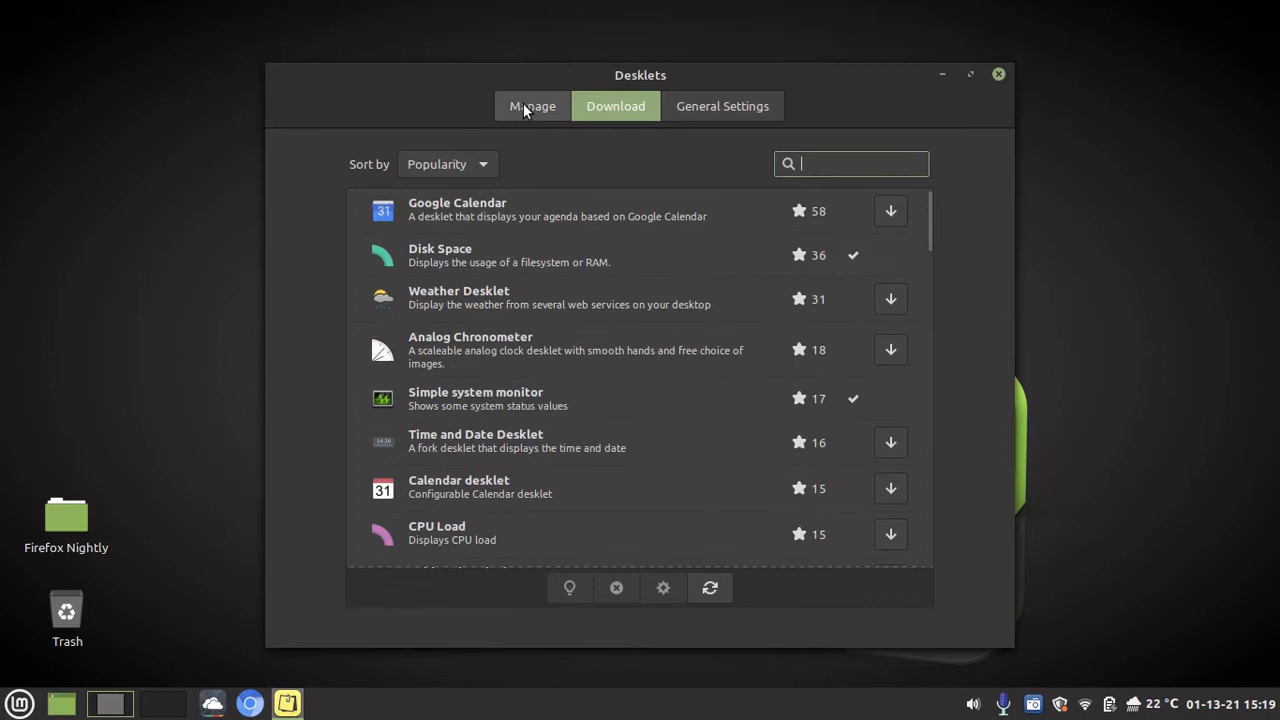 Desklets
Manage
Download
General Settings
Sort by
Popularity
Google Calendar
A desklet that displays your agenda based on Google Calendar
58
31
Disk Space
Displays the usage of a filesystem or RAM.
36
Weather Desklet
Display the weather from several web services on your desktop
31
Analog Chronometer
A scaleable analog clock desklet with smooth hands and free choice of
images.
18
Simple system monitor
Shows some system status values
17
Time and Date Desklet
A fork desklet that displays the time and date
16
Calendar desklet
Configurable Calendar desklet
15
31
CPU Load
Displays CPU load
15
Firefox Nightly
Trash
22 °C
01-13-21 15:19